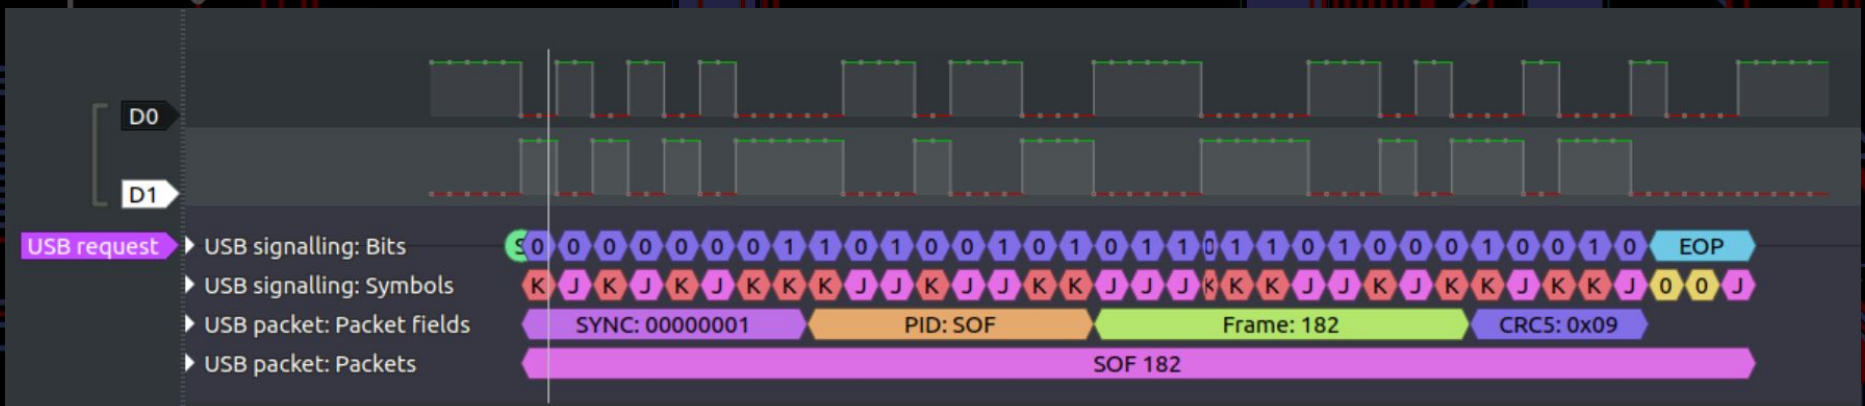 D0
D1
USB request
USB signalling: Bits
S 0 0 0 0 0 0 0 1 1 0 1 0 0 1 0 1 0 1 1 0 1 1 0 1 0 0 0 1 0 0 1 0 EOP
USB signalling: Symbols
K J K J K J K K K J J K J J K K J J J K K K J J K J K K J K K J 0 0 J
USB packet: Packet fields
SYNC: 00000001 PID: SOF Frame: 182 CRC5: 0x09
USB packet: Packets
SOF 182